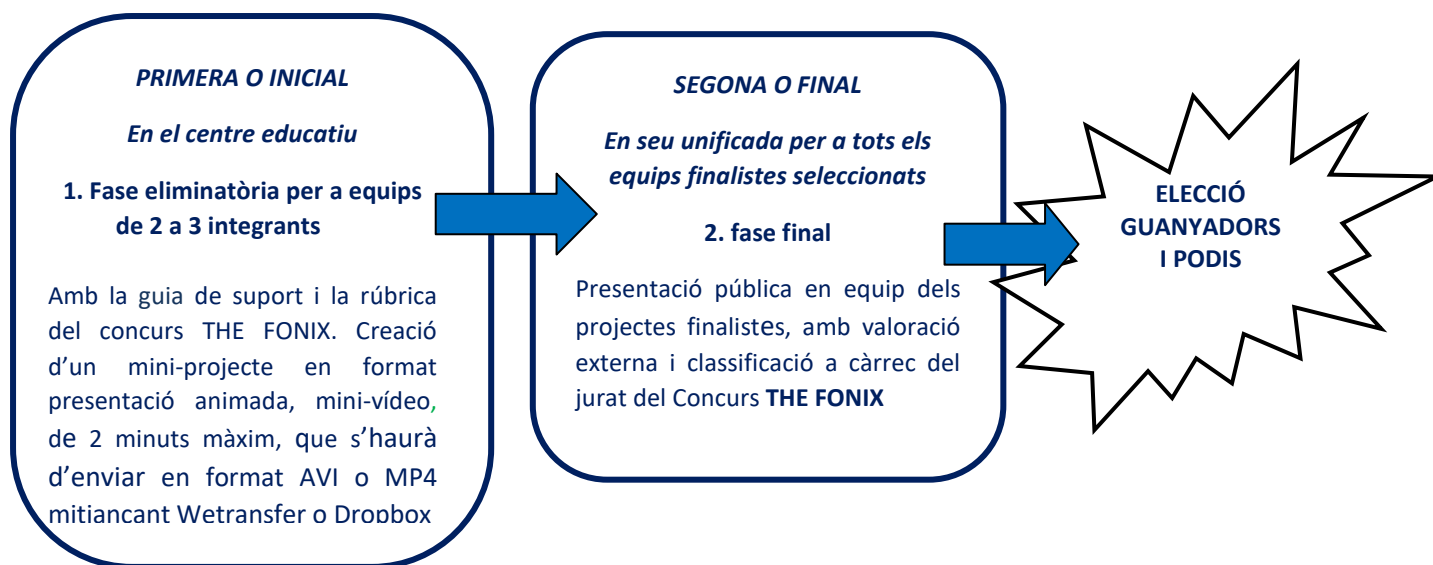 PRIMERA O INICIAL
En el centre educatiu
1. Fase eliminatòria per a equips
de 2 a 3 integrants
Amb la guia de suport i la rúbrica
del concurs THE FONIX. Creació
d’un mini-projecte en format
presentació animada, mini-vídeo,
de 2 minuts màxim, que s’haurà
d’enviar en format AVI o MP4
mitjançant Wetransfer o Dropbox
SEGONA O FINAL
En seu unificada per a tots els
equips finalistes seleccionats
2. fase final
Presentació pública en equip dels
projectes finalistes, amb valoració
externa i classificació a càrrec del
jurat del Concurs THE FONIX
ELECCIÓ
GUANYADORS
I PODIS